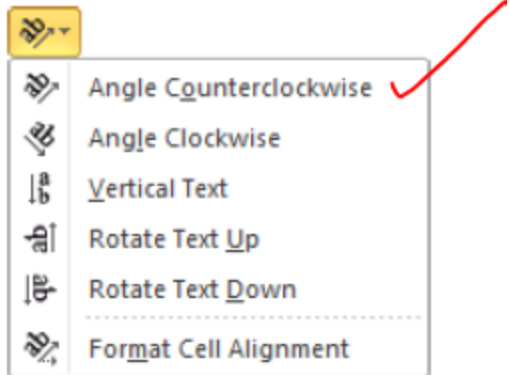 Angle Counterclockwise
Angle Clockwise
Vertical Text
Rotate Text Up
Rotate Text Down
Format Cell Alignment